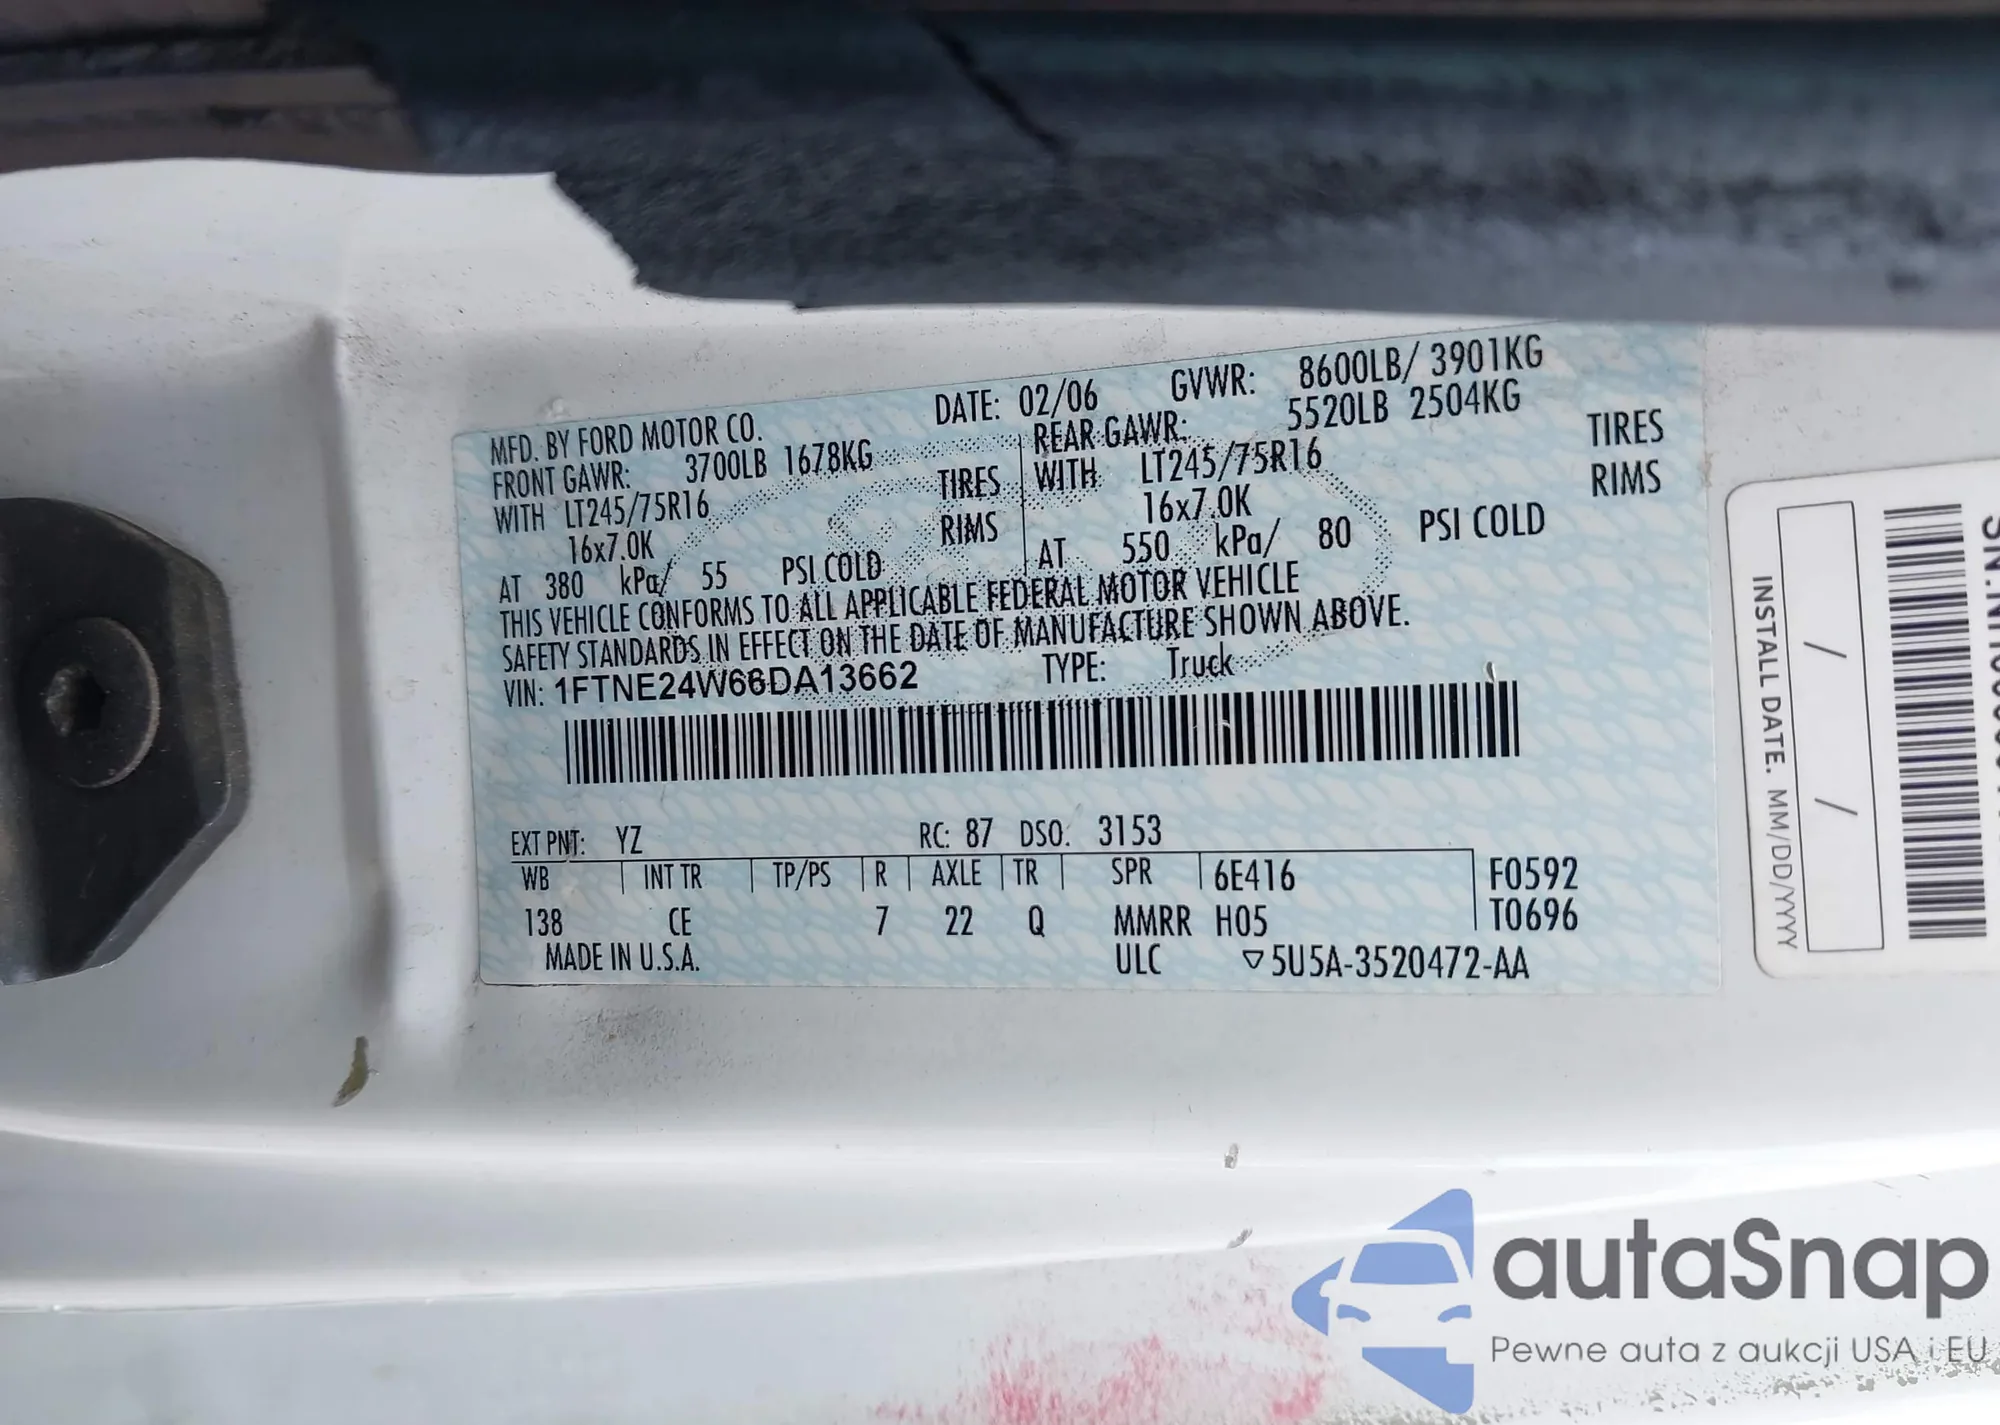 MFD. BY FORD MOTOR CO.
DATE: 02/06
GVWR: 8600LB/ 3901KG
FRONT GAWR: 3700LB 1678KG
REAR GAWR: 5520LB 2504KG
WITH LT245/75R16 TIRES
WITH LT245/75R16 TIRES
16x7.0K RIMS
16x7.0K RIMS
AT 380 kPa/ 55 PSI COLD
AT 550 kPa/ 80 PSI COLD
THIS VEHICLE CONFORMS TO ALL APPLICABLE FEDERAL MOTOR VEHICLE
SAFETY STANDARDS IN EFFECT ON THE DATE OF MANUFACTURE SHOWN ABOVE.
VIN: 1FTNE24W66DA13662 TYPE: Truck
EXT PNT: YZ RC: 87 DSO: 3153
WB INT TR TP/PS R AXLE TR SPR 6E416 F0592
138 CE 7 22 Q MMRR H05 T0696
MADE IN U.S.A. ULC ▽5U5A-3520472-AA
INSTALL DATE. MM/DD/YYYY
/ /
autaSnap
Pewne auta z aukcji USA i EU